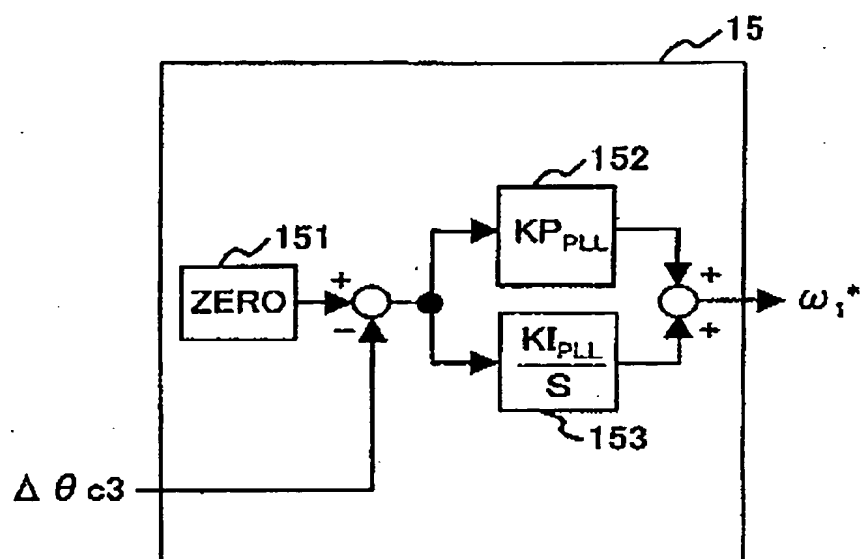 15
152
KP_PLL
151
ZERO
+
−
+
+
ω₁*
KI_PLL
S
153
Δθc3